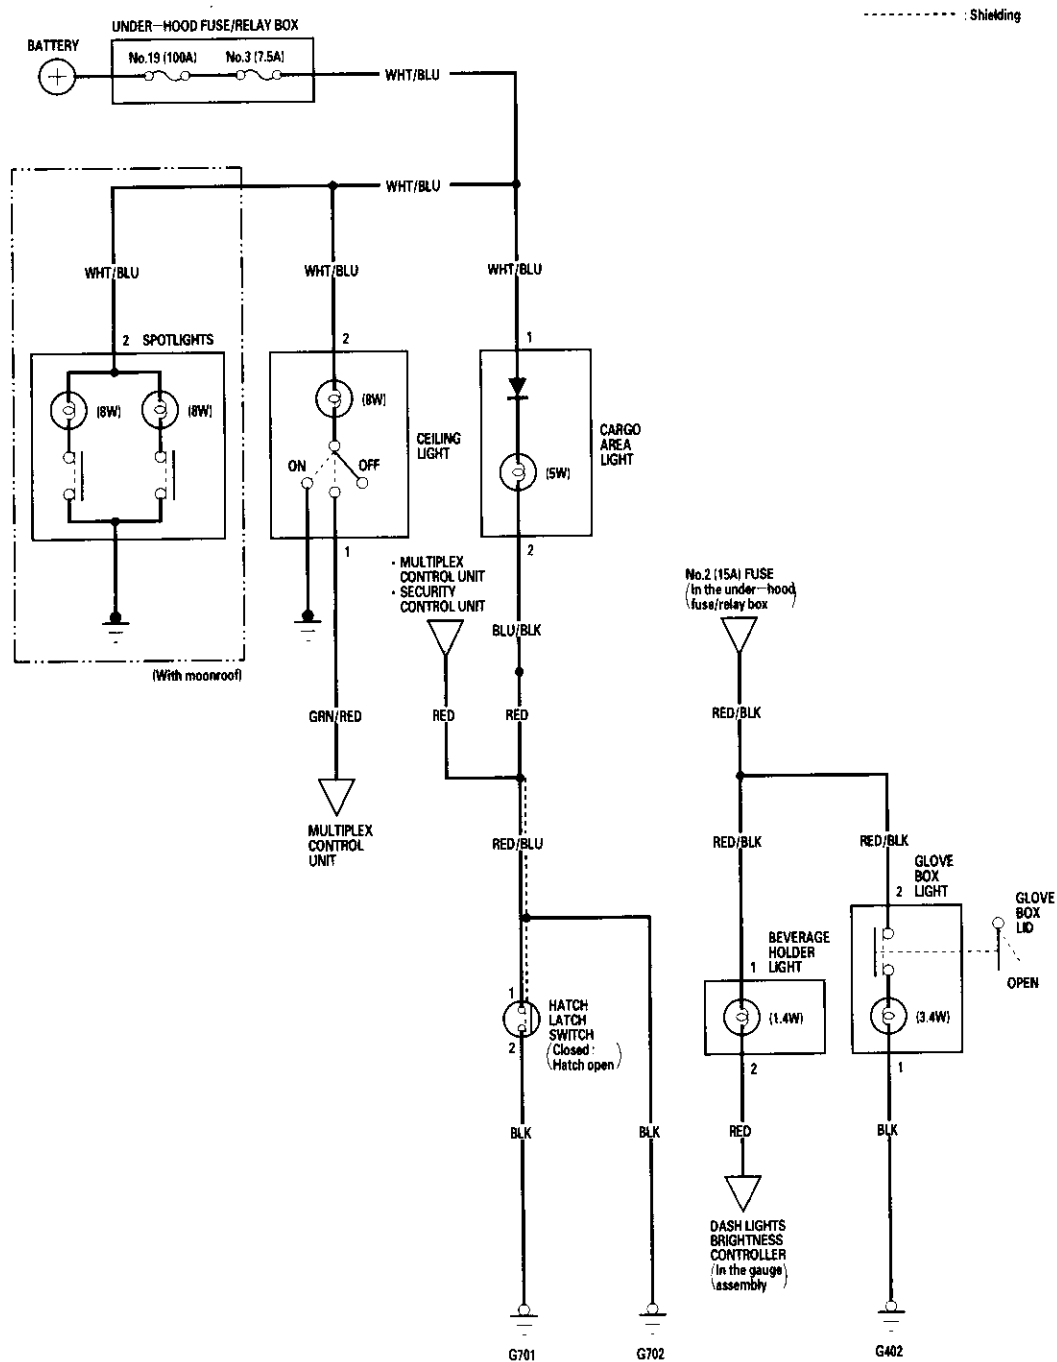 : Shielding
UNDER-HOOD FUSE/RELAY BOX
BATTERY
No.19 (100A)
No.3 (7.5A)
+
WHT/BLU
WHT/BLU
WHT/BLU
WHT/BLU
WHT/BLU
2
SPOTLIGHTS
2
1
(8W)
(8W)
(8W)
CEILING
LIGHT
ON
OFF
CARGO
AREA
LIGHT
(5W)
1
2
• MULTIPLEX
CONTROL UNIT
• SECURITY
CONTROL UNIT
No.2 (15A) FUSE
(In the under-hood
fuse/relay box)
BLU/BLK
(With moonroof)
GRN/RED
RED
RED
RED/BLK
MULTIPLEX
CONTROL
UNIT
RED/BLU
RED/BLK
RED/BLK
GLOVE
BOX
LIGHT
2
GLOVE
BOX
LID
OPEN
BEVERAGE
HOLDER
LIGHT
1
(1.4W)
(3.4W)
1
2
HATCH
LATCH
SWITCH
(Closed :
Hatch open)
2
1
BLK
BLK
RED
BLK
DASH LIGHTS
BRIGHTNESS
CONTROLLER
(In the gauge
assembly)
G701
G702
G402